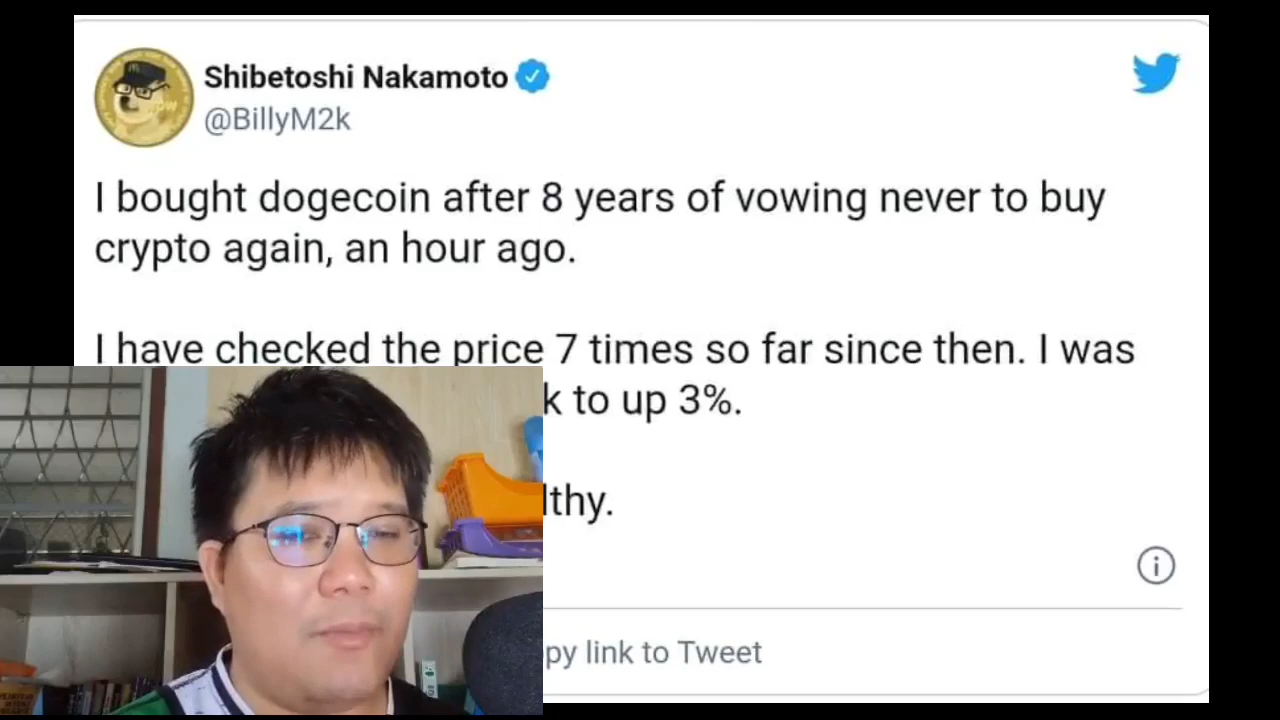 Shibetoshi Nakamoto
@BillyM2k
I bought dogecoin after 8 years of vowing never to buy
crypto again, an hour ago.
I have checked the price 7 times so far since then. I was
k to up 3%.
lthy.
py link to Tweet